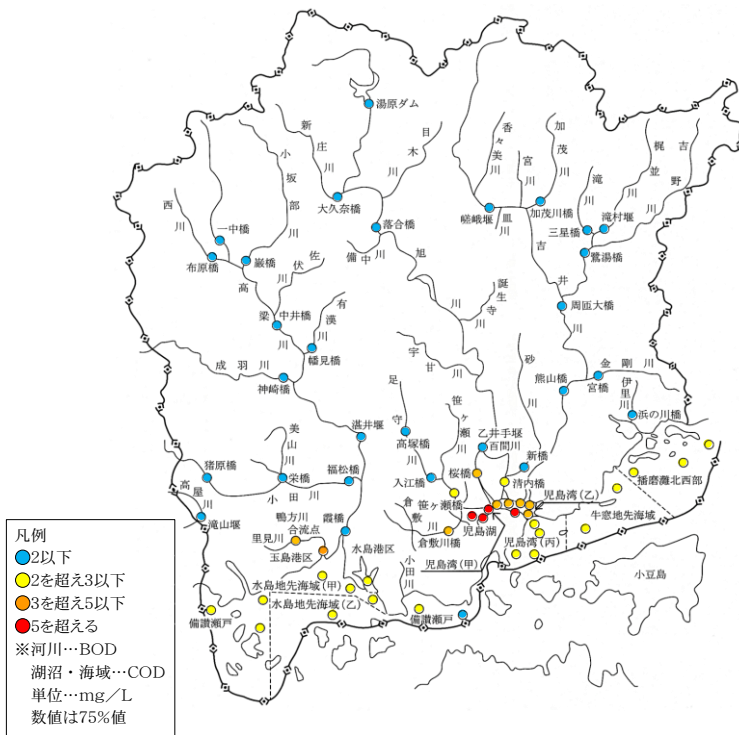 湯原ダム
新庄川
目木川
香々美川
加茂川
宮川
滝川
梶並川
吉野川
小坂部川
西川
大久奈橋
嵯峨堰
皿川
加茂川橋
三星橋
滝村堰
鷺湯橋
一中橋
落合橋
備中川
旭川
吉井川
布原橋
巌橋
佐伏川
高梁川
中井橋
有漢川
誕生寺川
周匝大橋
幡見橋
宇甘川
成羽川
神崎橋
足守川
笹ヶ瀬川
砂川
熊山橋
金剛川
宮橋
伊里川
浜の川橋
湛井堰
高塚橋
乙井手堰
百間川
美山川
猪原橋
栄橋
福松橋
小田川
入江橋
桜橋
新橋
清内橋
播磨灘北西部
高屋川
滝山堰
鴨方川
合流点
霞橋
倉敷川
笹ヶ瀬橋
児島湾(乙)
牛窓地先海域
里見川
倉敷川橋
児島湖
児島湾(丙)
玉島港区
水島港区
小田川
児島湾(甲)
小豆島
水島地先海域(甲)
水島地先海域(乙)
備讃瀬戸
備讃瀬戸
凡例
2以下
2を超え3以下
3を超え5以下
5を超える
※河川…BOD
湖沼・海域…COD
単位…mg/L
数値は75%値